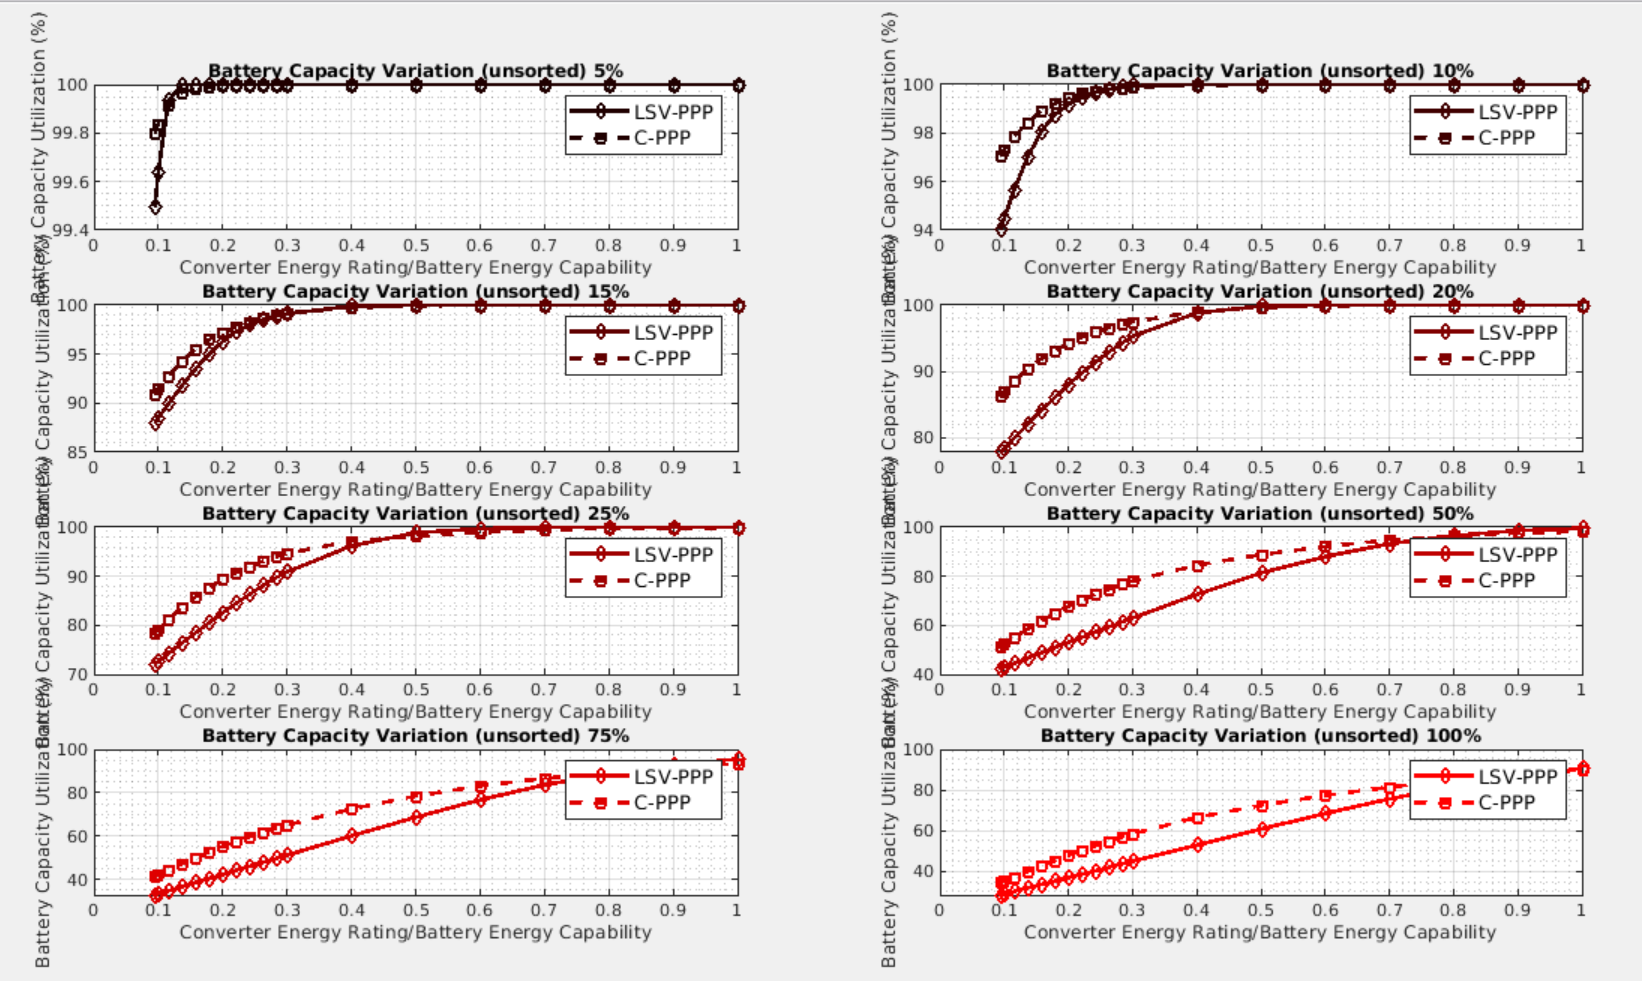 Battery Capacity Variation (unsorted) 5%
Battery Capacity Utilization (%)
100
99.8
99.6
99.4
LSV-PPP
C-PPP
0 0.1 0.2 0.3 0.4 0.5 0.6 0.7 0.8 0.9 1
Converter Energy Rating/Battery Energy Capability
Battery Capacity Variation (unsorted) 10%
Battery Capacity Utilization (%)
100
98
96
94
LSV-PPP
C-PPP
0 0.1 0.2 0.3 0.4 0.5 0.6 0.7 0.8 0.9 1
Converter Energy Rating/Battery Energy Capability
Battery Capacity Variation (unsorted) 15%
Battery Capacity Utilization (%)
100
95
90
85
LSV-PPP
C-PPP
0 0.1 0.2 0.3 0.4 0.5 0.6 0.7 0.8 0.9 1
Converter Energy Rating/Battery Energy Capability
Battery Capacity Variation (unsorted) 20%
Battery Capacity Utilization (%)
100
90
80
LSV-PPP
C-PPP
0 0.1 0.2 0.3 0.4 0.5 0.6 0.7 0.8 0.9 1
Converter Energy Rating/Battery Energy Capability
Battery Capacity Variation (unsorted) 25%
Battery Capacity Utilization (%)
100
90
80
70
LSV-PPP
C-PPP
0 0.1 0.2 0.3 0.4 0.5 0.6 0.7 0.8 0.9 1
Converter Energy Rating/Battery Energy Capability
Battery Capacity Variation (unsorted) 50%
Battery Capacity Utilization (%)
100
80
60
40
LSV-PPP
C-PPP
0 0.1 0.2 0.3 0.4 0.5 0.6 0.7 0.8 0.9 1
Converter Energy Rating/Battery Energy Capability
Battery Capacity Variation (unsorted) 75%
Battery Capacity Utilization (%)
100
80
60
40
LSV-PPP
C-PPP
0 0.1 0.2 0.3 0.4 0.5 0.6 0.7 0.8 0.9 1
Converter Energy Rating/Battery Energy Capability
Battery Capacity Variation (unsorted) 100%
Battery Capacity Utilization (%)
100
80
60
40
LSV-PPP
C-PPP
0 0.1 0.2 0.3 0.4 0.5 0.6 0.7 0.8 0.9 1
Converter Energy Rating/Battery Energy Capability